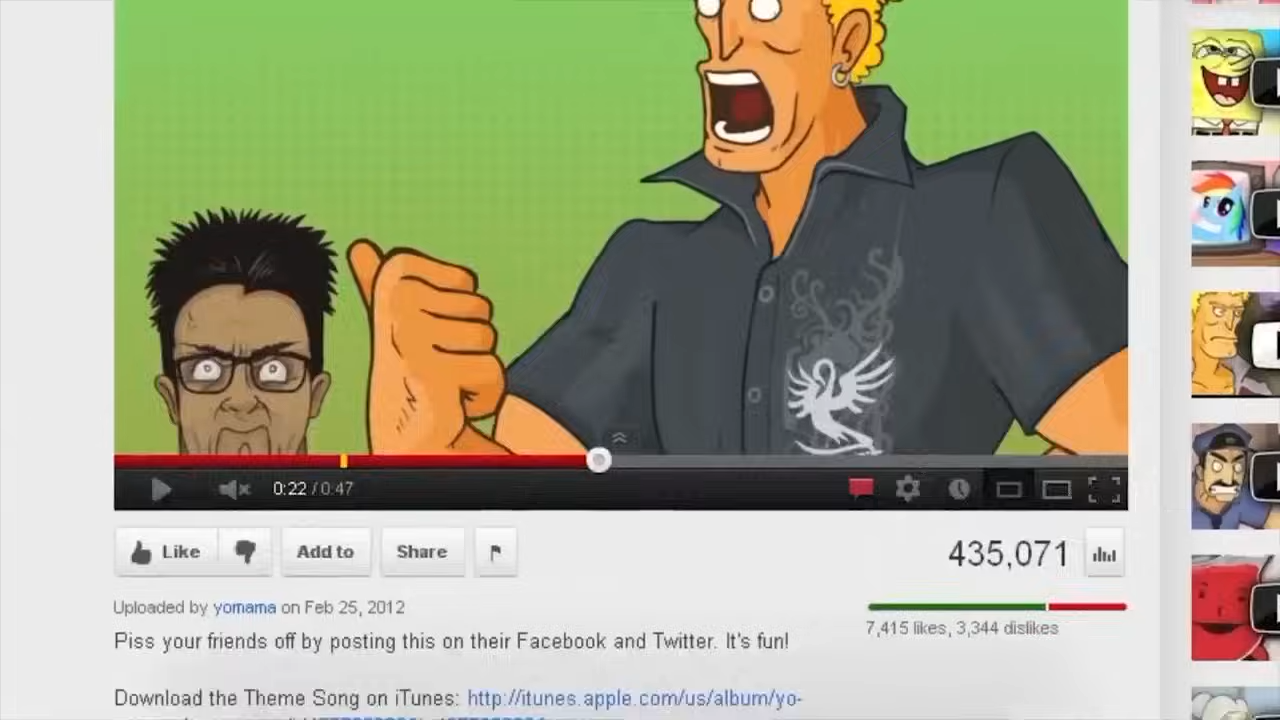 0:22 / 0:47
Like
Add to
Share
435,071
Uploaded by yomama on Feb 25, 2012
7,415 likes, 3,344 dislikes
Piss your friends off by posting this on their Facebook and Twitter. It's fun!
Download the Theme Song on iTunes: http://itunes.apple.com/us/album/yo-